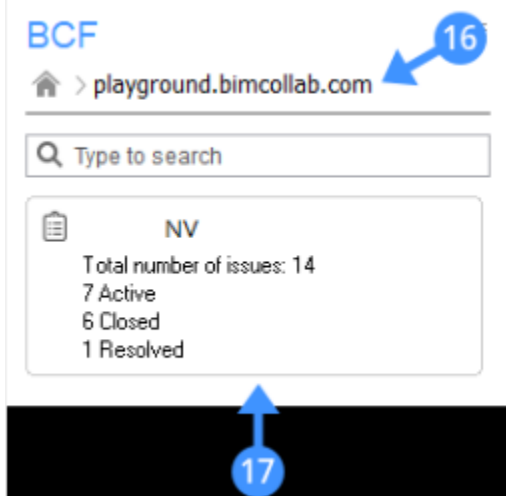 BCF
16
playground.bimcollab.com
Type to search
NV
Total number of issues: 14
7 Active
6 Closed
1 Resolved
17